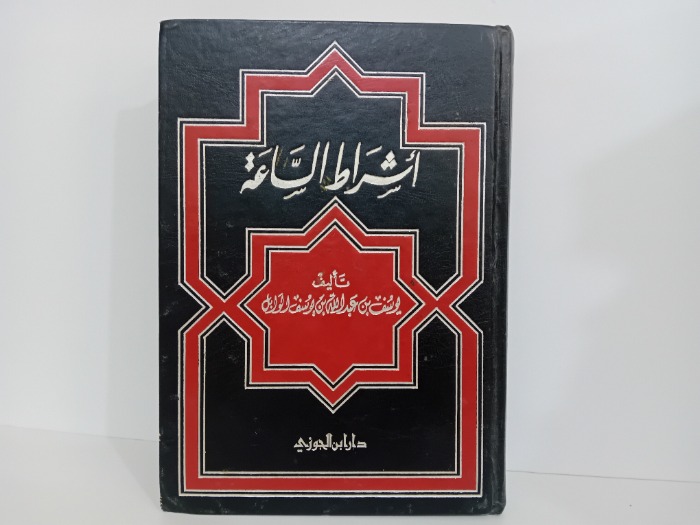 أشراط الساعة
تأليف
يوسف بن عبد الله بن يوسف الوابل
دار ابن الجوزي